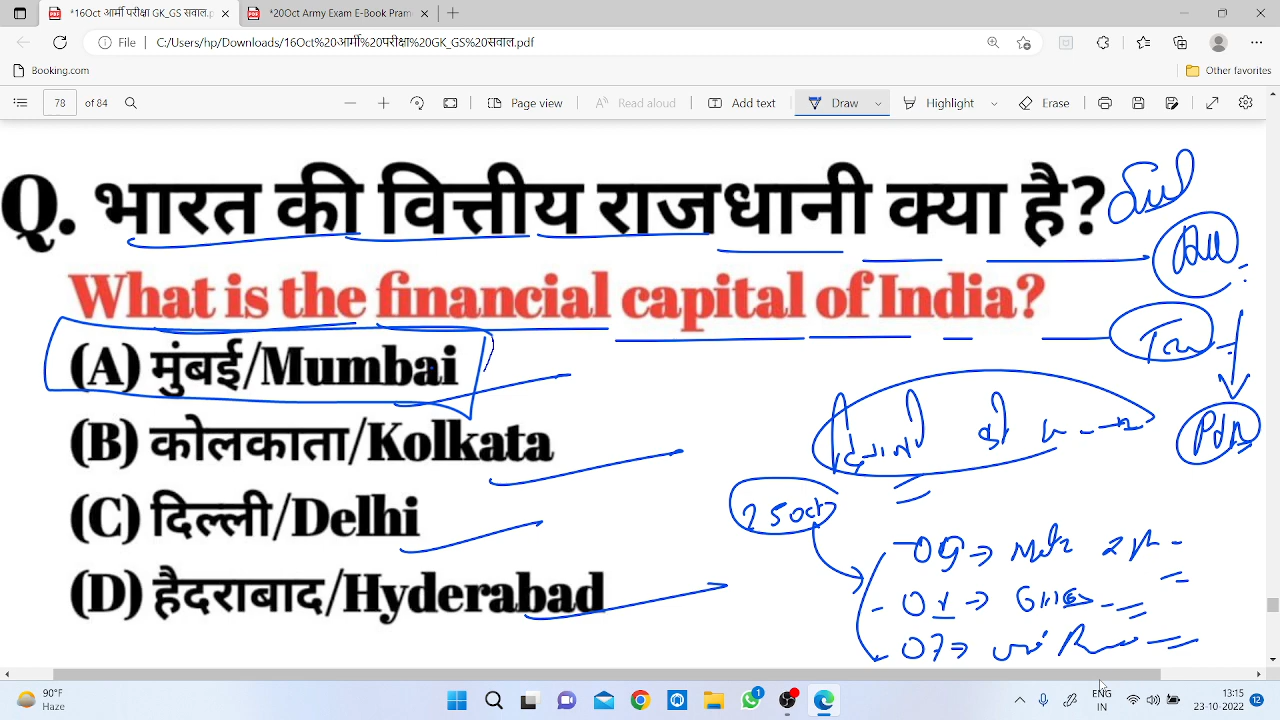 *16Oct आर्मी परीक्षा GK_GS सवाल.p
*20Oct Army Exam E-Book Pram
File C:/Users/hp/Downloads/16Oct%20आर्मी%20परीक्षा%20GK_GS%20सवाल.pdf
Booking.com
Other favorites
78 of 84
Page view
Read aloud
Add text
Draw
Highlight
Erase
Q. भारत की वित्तीय राजधानी क्या है?
What is the financial capital of India?
(A) मुंबई/Mumbai
(B) कोलकाता/Kolkata
(C) दिल्ली/Delhi
(D) हैदराबाद/Hyderabad
25 Oct
90°F
Haze
1
ENG
IN
13:15
23-10-2022
12